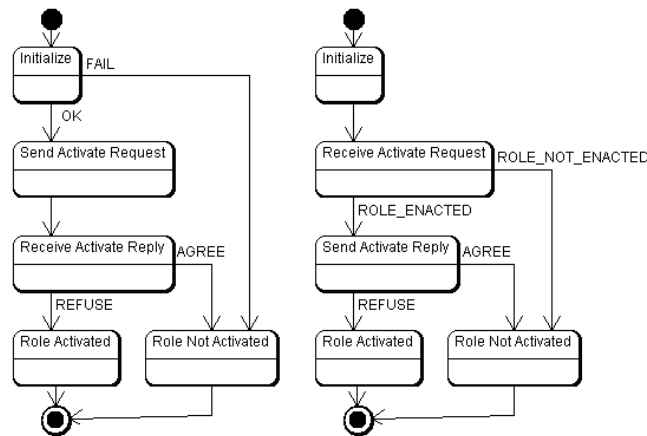 Initialize
FAIL
OK
Send Activate Request
Receive Activate Reply
AGREE
REFUSE
Role Activated
Role Not Activated
Initialize
Receive Activate Request
ROLE_NOT_ENACTED
ROLE_ENACTED
Send Activate Reply
AGREE
REFUSE
Role Activated
Role Not Activated